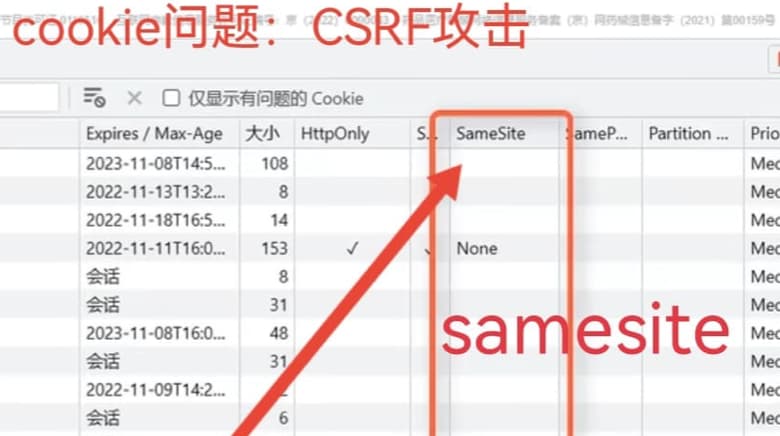 cookie问题：CSRF攻击
仅显示有问题的 Cookie
Expires / Max-Age 大小 HttpOnly S... SameSite SameP... Partition ... Prio
2023-11-08T14:5... 108 Med
2022-11-13T13:2... 8 Med
2022-11-18T16:5... 14 Med
2022-11-11T16:0... 153 ✓ ✓ None Med
会话 8 Med
会话 31 Med
2023-11-08T16:0... 48 Med
samesite
会话 31 Med
2022-11-09T14:2... Med
会话 6 Med